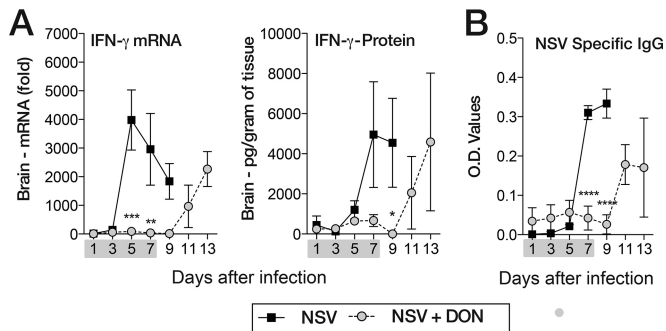 A
B
IFN-γ mRNA
IFN-γ-Protein
NSV Specific IgG
Brain - mRNA (fold)
7000
6000
5000
4000
3000
2000
1000
0
***
**
1 3 5 7 9 11 13
Brain - pg/gram of tissue
10000
8000
6000
4000
2000
0
*
1 3 5 7 9 11 13
Days after infection
O.D. Values
0.5
0.4
0.3
0.2
0.1
0.0
****
****
1 3 5 7 9 11 13
Days after infection
NSV
NSV + DON